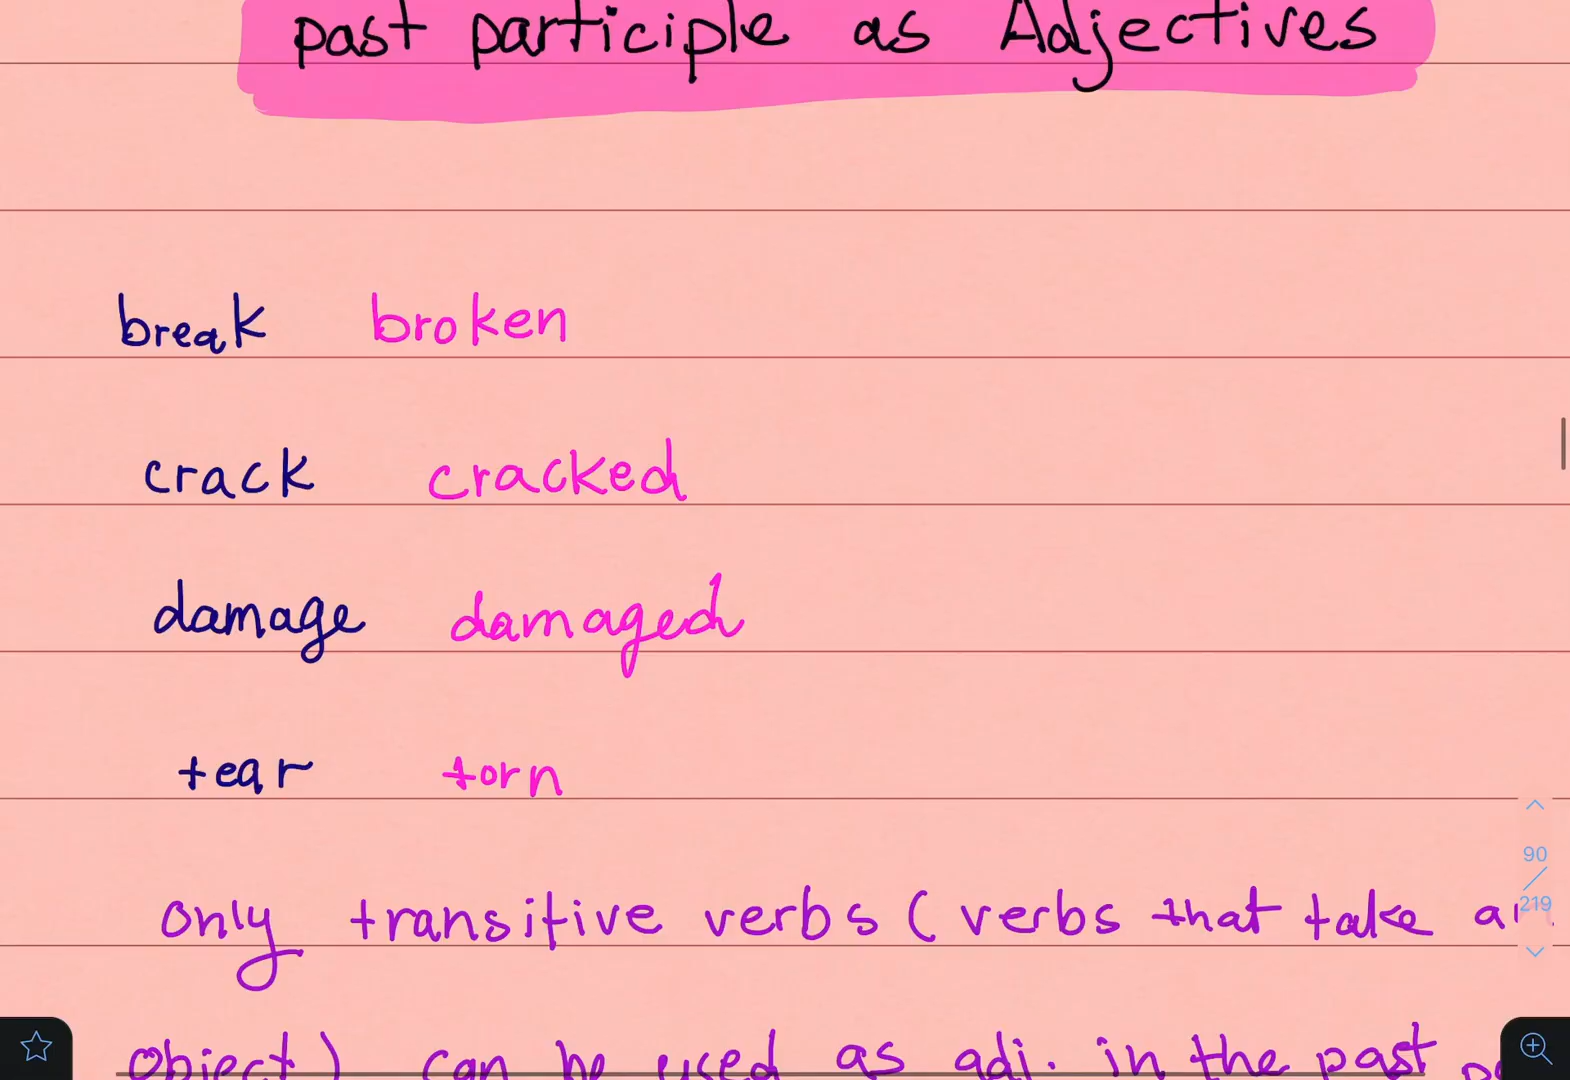 past participle as Adjectives
break broken
crack cracked
damage damaged
tear torn
only transitive verbs ( verbs that take
object) can be used as adj. in the past
90
219